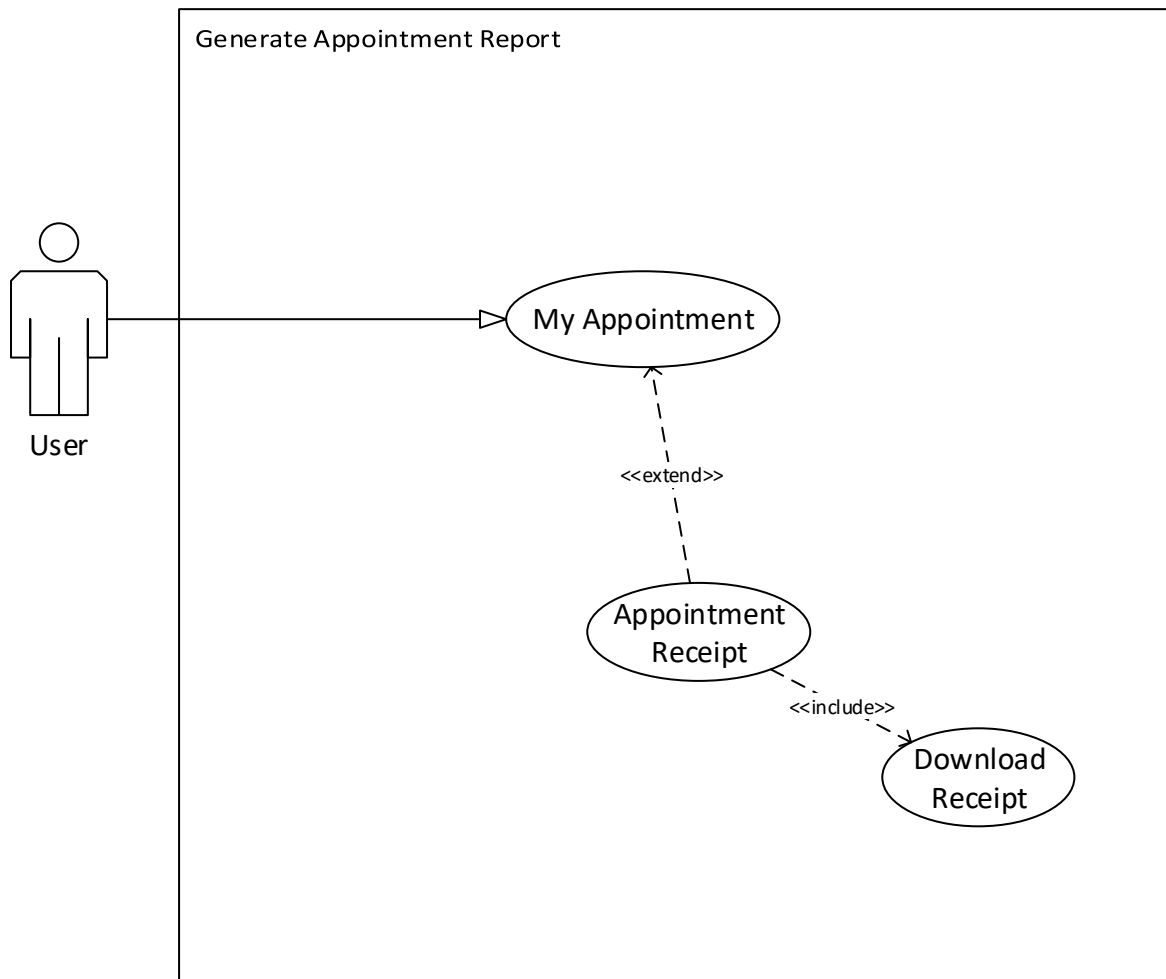 Generate Appointment Report
My Appointment
User
<<extend>>
Appointment
Receipt
<<include>>
Download
Receipt